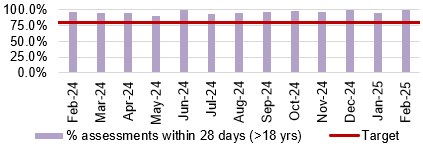 100.0%
75.0%
50.0%
25.0%
0.0%
Feb-24
Mar-24
Apr-24
May-24
Jun-24
Jul-24
Aug-24
Sep-24
Oct-24
Nov-24
Dec-24
Jan-25
Feb-25
% assessments within 28 days (>18 yrs)
Target